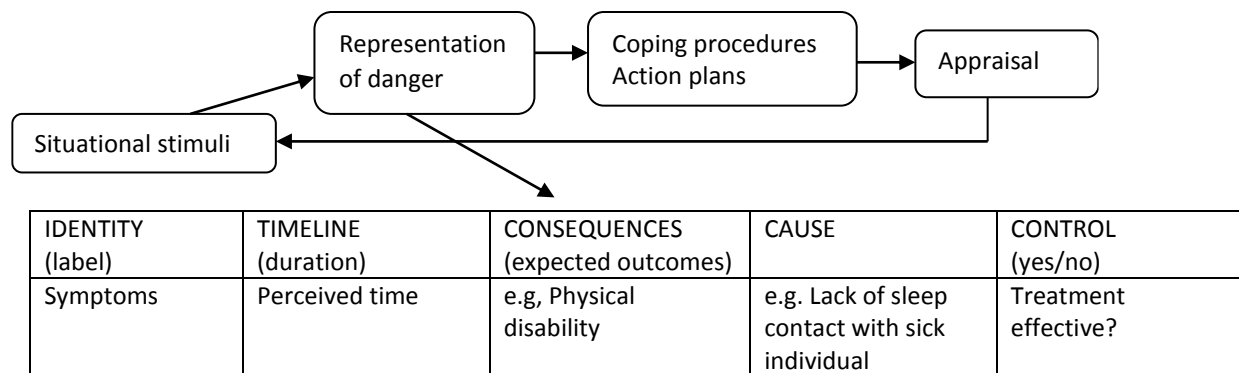 Representation
of danger
Coping procedures
Action plans
Appraisal
Situational stimuli
IDENTITY
(label)
TIMELINE
(duration)
CONSEQUENCES
(expected outcomes)
CAUSE
CONTROL
(yes/no)
Symptoms
Perceived time
e.g, Physical
disability
e.g. Lack of sleep
contact with sick
individual
Treatment
effective?